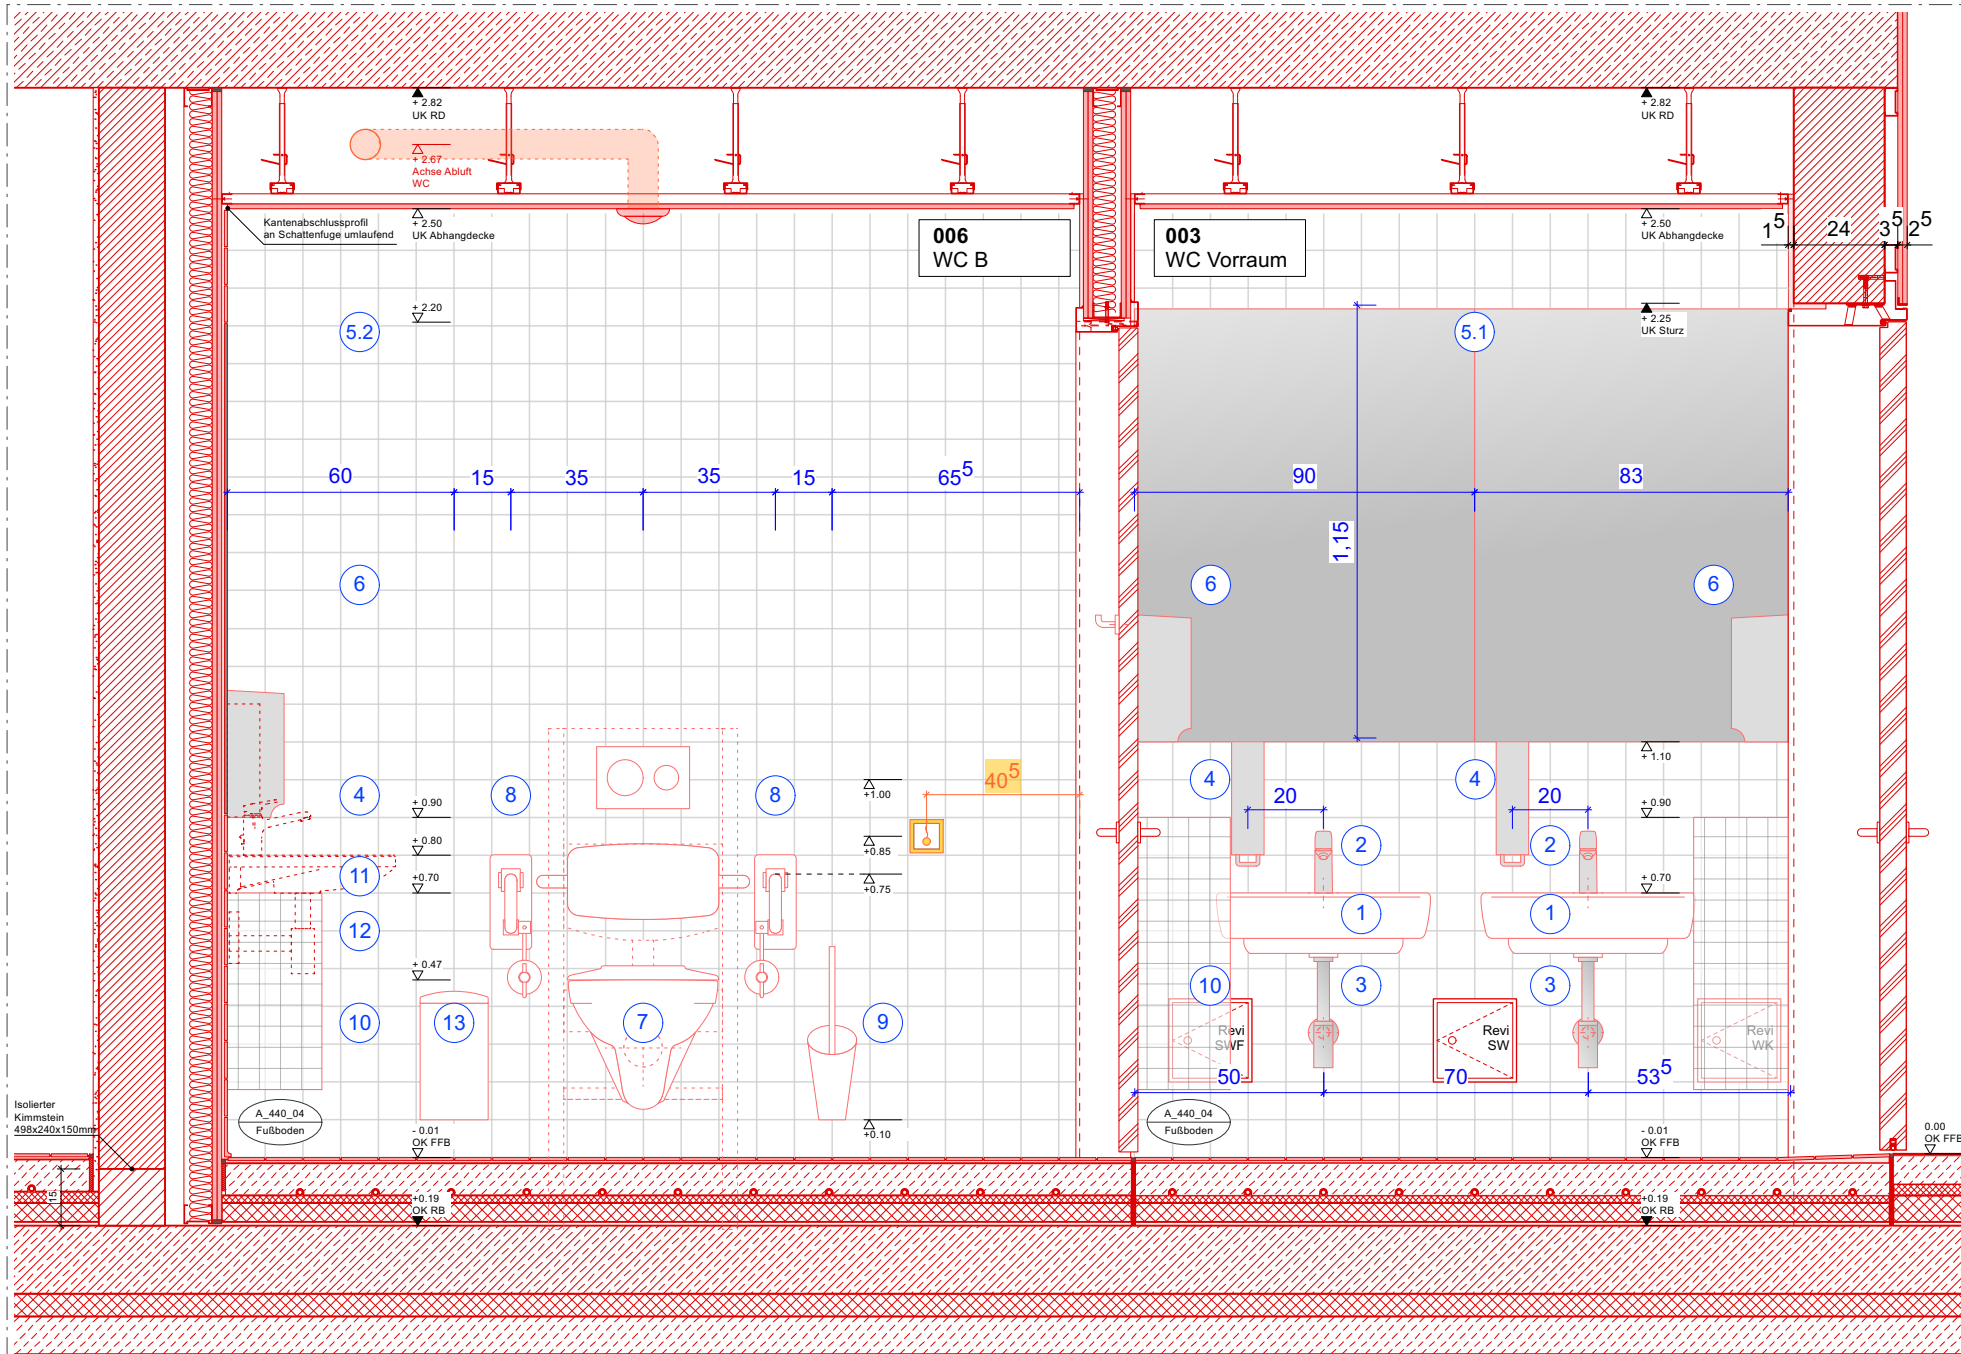 + 2.82
UK RD
+ 2.67
Achse Abluft
WC
Kantenabschlussprofil
an Schattenfuge umlaufend
+ 2.50
UK Abhangdecke
006
WC B
003
WC Vorraum
+ 2.82
UK RD
+ 2.50
UK Abhangdecke
1⁵ 24 3⁵ 2⁵
+ 2.20
5.2
5.1
+ 2.25
UK Sturz
60 15 35 35 15 65⁵
90 83
1,15
6
6
6
4
8
8
+1.00
40⁵
4
4
+ 1.10
+ 0.90
20
20
+ 0.90
+ 0.80
+0.85
2
2
11
+0.70
+0.75
+ 0.70
1
1
12
+ 0.47
10
13
7
9
10
3
3
Revi
SWF
Revi
SW
Revi
WK
50 70 53⁵
Isolierter
Kimmstein
498x240x150mm
A_440_04
Fußboden
- 0.01
OK FFB
+0.10
A_440_04
Fußboden
- 0.01
OK FFB
0.00
OK FFB
15
+0.19
OK RB
+0.19
OK RB